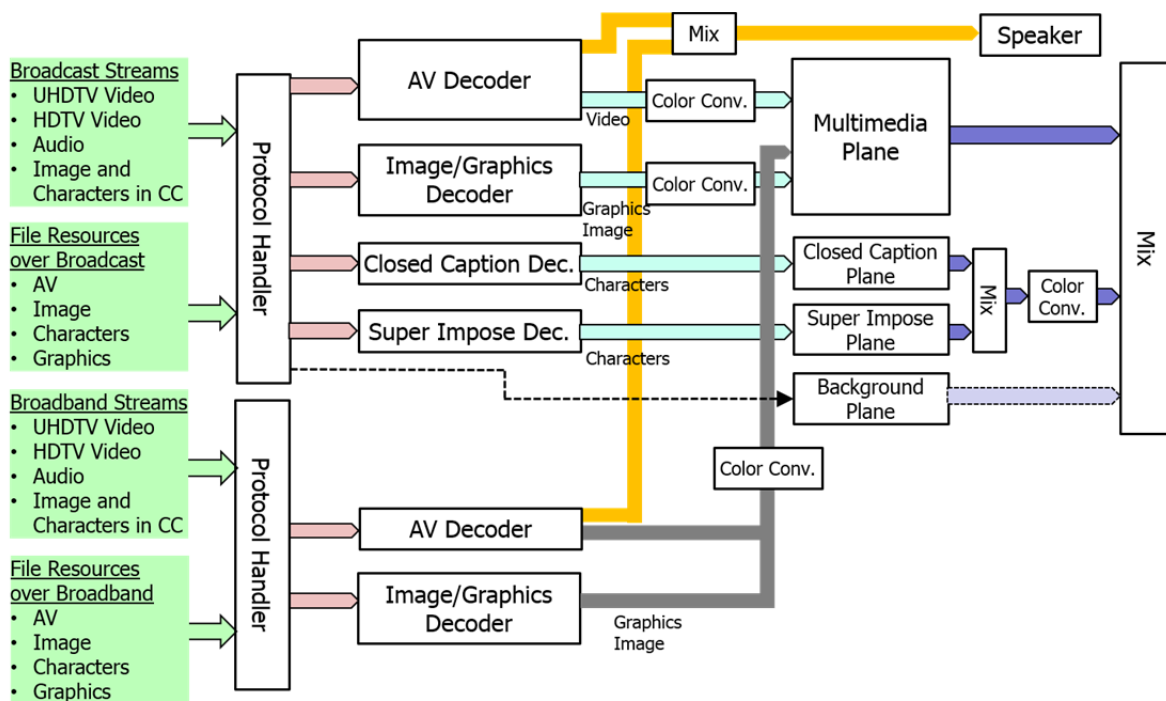 Broadcast Streams
• UHDTV Video
• HDTV Video
• Audio
• Image and
Characters in CC
File Resources
over Broadcast
• AV
• Image
• Characters
• Graphics
Broadband Streams
• UHDTV Video
• HDTV Video
• Audio
• Image and
Characters in CC
File Resources
over Broadband
• AV
• Image
• Characters
• Graphics
Protocol Handler
Protocol Handler
AV Decoder
Image/Graphics
Decoder
Closed Caption Dec.
Super Impose Dec.
AV Decoder
Image/Graphics
Decoder
Video
Graphics
Image
Characters
Characters
Graphics
Image
Mix
Color Conv.
Color Conv.
Color Conv.
Speaker
Multimedia
Plane
Closed Caption
Plane
Super Impose
Plane
Background
Plane
Mix
Color
Conv.
Mix